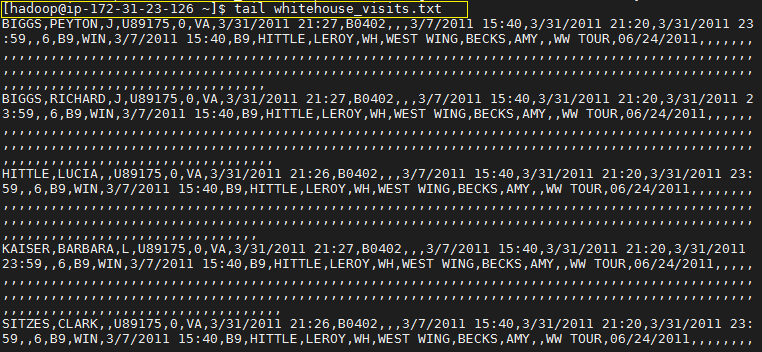 [hadoop@ip-172-31-23-126 ~]$ tail whitehouse_visits.txt
BIGGS,PEYTON,J,U89175,0,VA,3/31/2011 21:27,B0402,,,3/7/2011 15:40,3/31/2011 21:20,3/31/2011 23
:59,,6,B9,WIN,3/7/2011 15:40,B9,HITTLE,LEROY,WH,WEST WING,BECKS,AMY,,WW TOUR,06/24/2011,,,,,,,
,,,,,,,,,,,,,,,,,,,,,,,,,,,,,,,,,,,,,,,,,,,,,,,,,,,,,,,,,,,,,,,,,,,,,,,,,,,,,,,,,,,,,,,,,,,,,,
,,,,,,,,,,,,,,,,,,,,,,,,,,,,,,,,,,,,,,,,,,,,,,,,,,,,,,,,,,,,,,,,,,,,,,,,,,,,,,,,,,,,,,,,,,,,,,
,,,,,,,,,,,,,,,,,,,,,,,,,,,,,,,,,
BIGGS,RICHARD,J,U89175,0,VA,3/31/2011 21:27,B0402,,,3/7/2011 15:40,3/31/2011 21:20,3/31/2011 2
3:59,,6,B9,WIN,3/7/2011 15:40,B9,HITTLE,LEROY,WH,WEST WING,BECKS,AMY,,WW TOUR,06/24/2011,,,,,,
,,,,,,,,,,,,,,,,,,,,,,,,,,,,,,,,,,,,,,,,,,,,,,,,,,,,,,,,,,,,,,,,,,,,,,,,,,,,,,,,,,,,,,,,,,,,,,
,,,,,,,,,,,,,,,,,,,,,,,,,,,,,,,,,,,,,,,,,,,,,,,,,,,,,,,,,,,,,,,,,,,,,,,,,,,,,,,,,,,,,,,,,,,,,,
,,,,,,,,,,,,,,,,,,,,,,,,,,,,,,,,,,
HITTLE,LUCIA,,U89175,0,VA,3/31/2011 21:26,B0402,,,3/7/2011 15:40,3/31/2011 21:20,3/31/2011 23:
59,,6,B9,WIN,3/7/2011 15:40,B9,HITTLE,LEROY,WH,WEST WING,BECKS,AMY,,WW TOUR,06/24/2011,,,,,,,,
,,,,,,,,,,,,,,,,,,,,,,,,,,,,,,,,,,,,,,,,,,,,,,,,,,,,,,,,,,,,,,,,,,,,,,,,,,,,,,,,,,,,,,,,,,,,,,
,,,,,,,,,,,,,,,,,,,,,,,,,,,,,,,,,,,,,,,,,,,,,,,,,,,,,,,,,,,,,,,,,,,,,,,,,,,,,,,,,,,,,,,,,,,,,,
,,,,,,,,,,,,,,,,,,,,,,,,,,,,,,,,
KAISER,BARBARA,L,U89175,0,VA,3/31/2011 21:27,B0402,,,3/7/2011 15:40,3/31/2011 21:20,3/31/2011
23:59,,6,B9,WIN,3/7/2011 15:40,B9,HITTLE,LEROY,WH,WEST WING,BECKS,AMY,,WW TOUR,06/24/2011,,,,,
,,,,,,,,,,,,,,,,,,,,,,,,,,,,,,,,,,,,,,,,,,,,,,,,,,,,,,,,,,,,,,,,,,,,,,,,,,,,,,,,,,,,,,,,,,,,,,
,,,,,,,,,,,,,,,,,,,,,,,,,,,,,,,,,,,,,,,,,,,,,,,,,,,,,,,,,,,,,,,,,,,,,,,,,,,,,,,,,,,,,,,,,,,,,,
,,,,,,,,,,,,,,,,,,,,,,,,,,,,,,,,,,,
SITZES,CLARK,,U89175,0,VA,3/31/2011 21:26,B0402,,,3/7/2011 15:40,3/31/2011 21:20,3/31/2011 23:
59,,6,B9,WIN,3/7/2011 15:40,B9,HITTLE,LEROY,WH,WEST WING,BECKS,AMY,,WW TOUR,06/24/2011,,,,,,,,